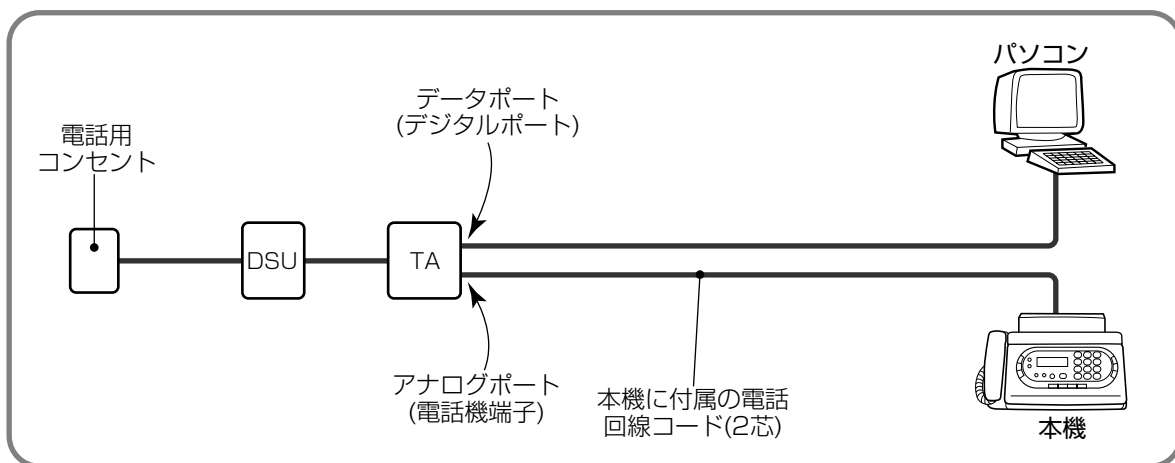 パソコン
データポート
(デジタルポート)
電話用
コンセント
DSU
TA
アナログポート
(電話機端子)
本機に付属の電話
回線コード(2芯)
本機